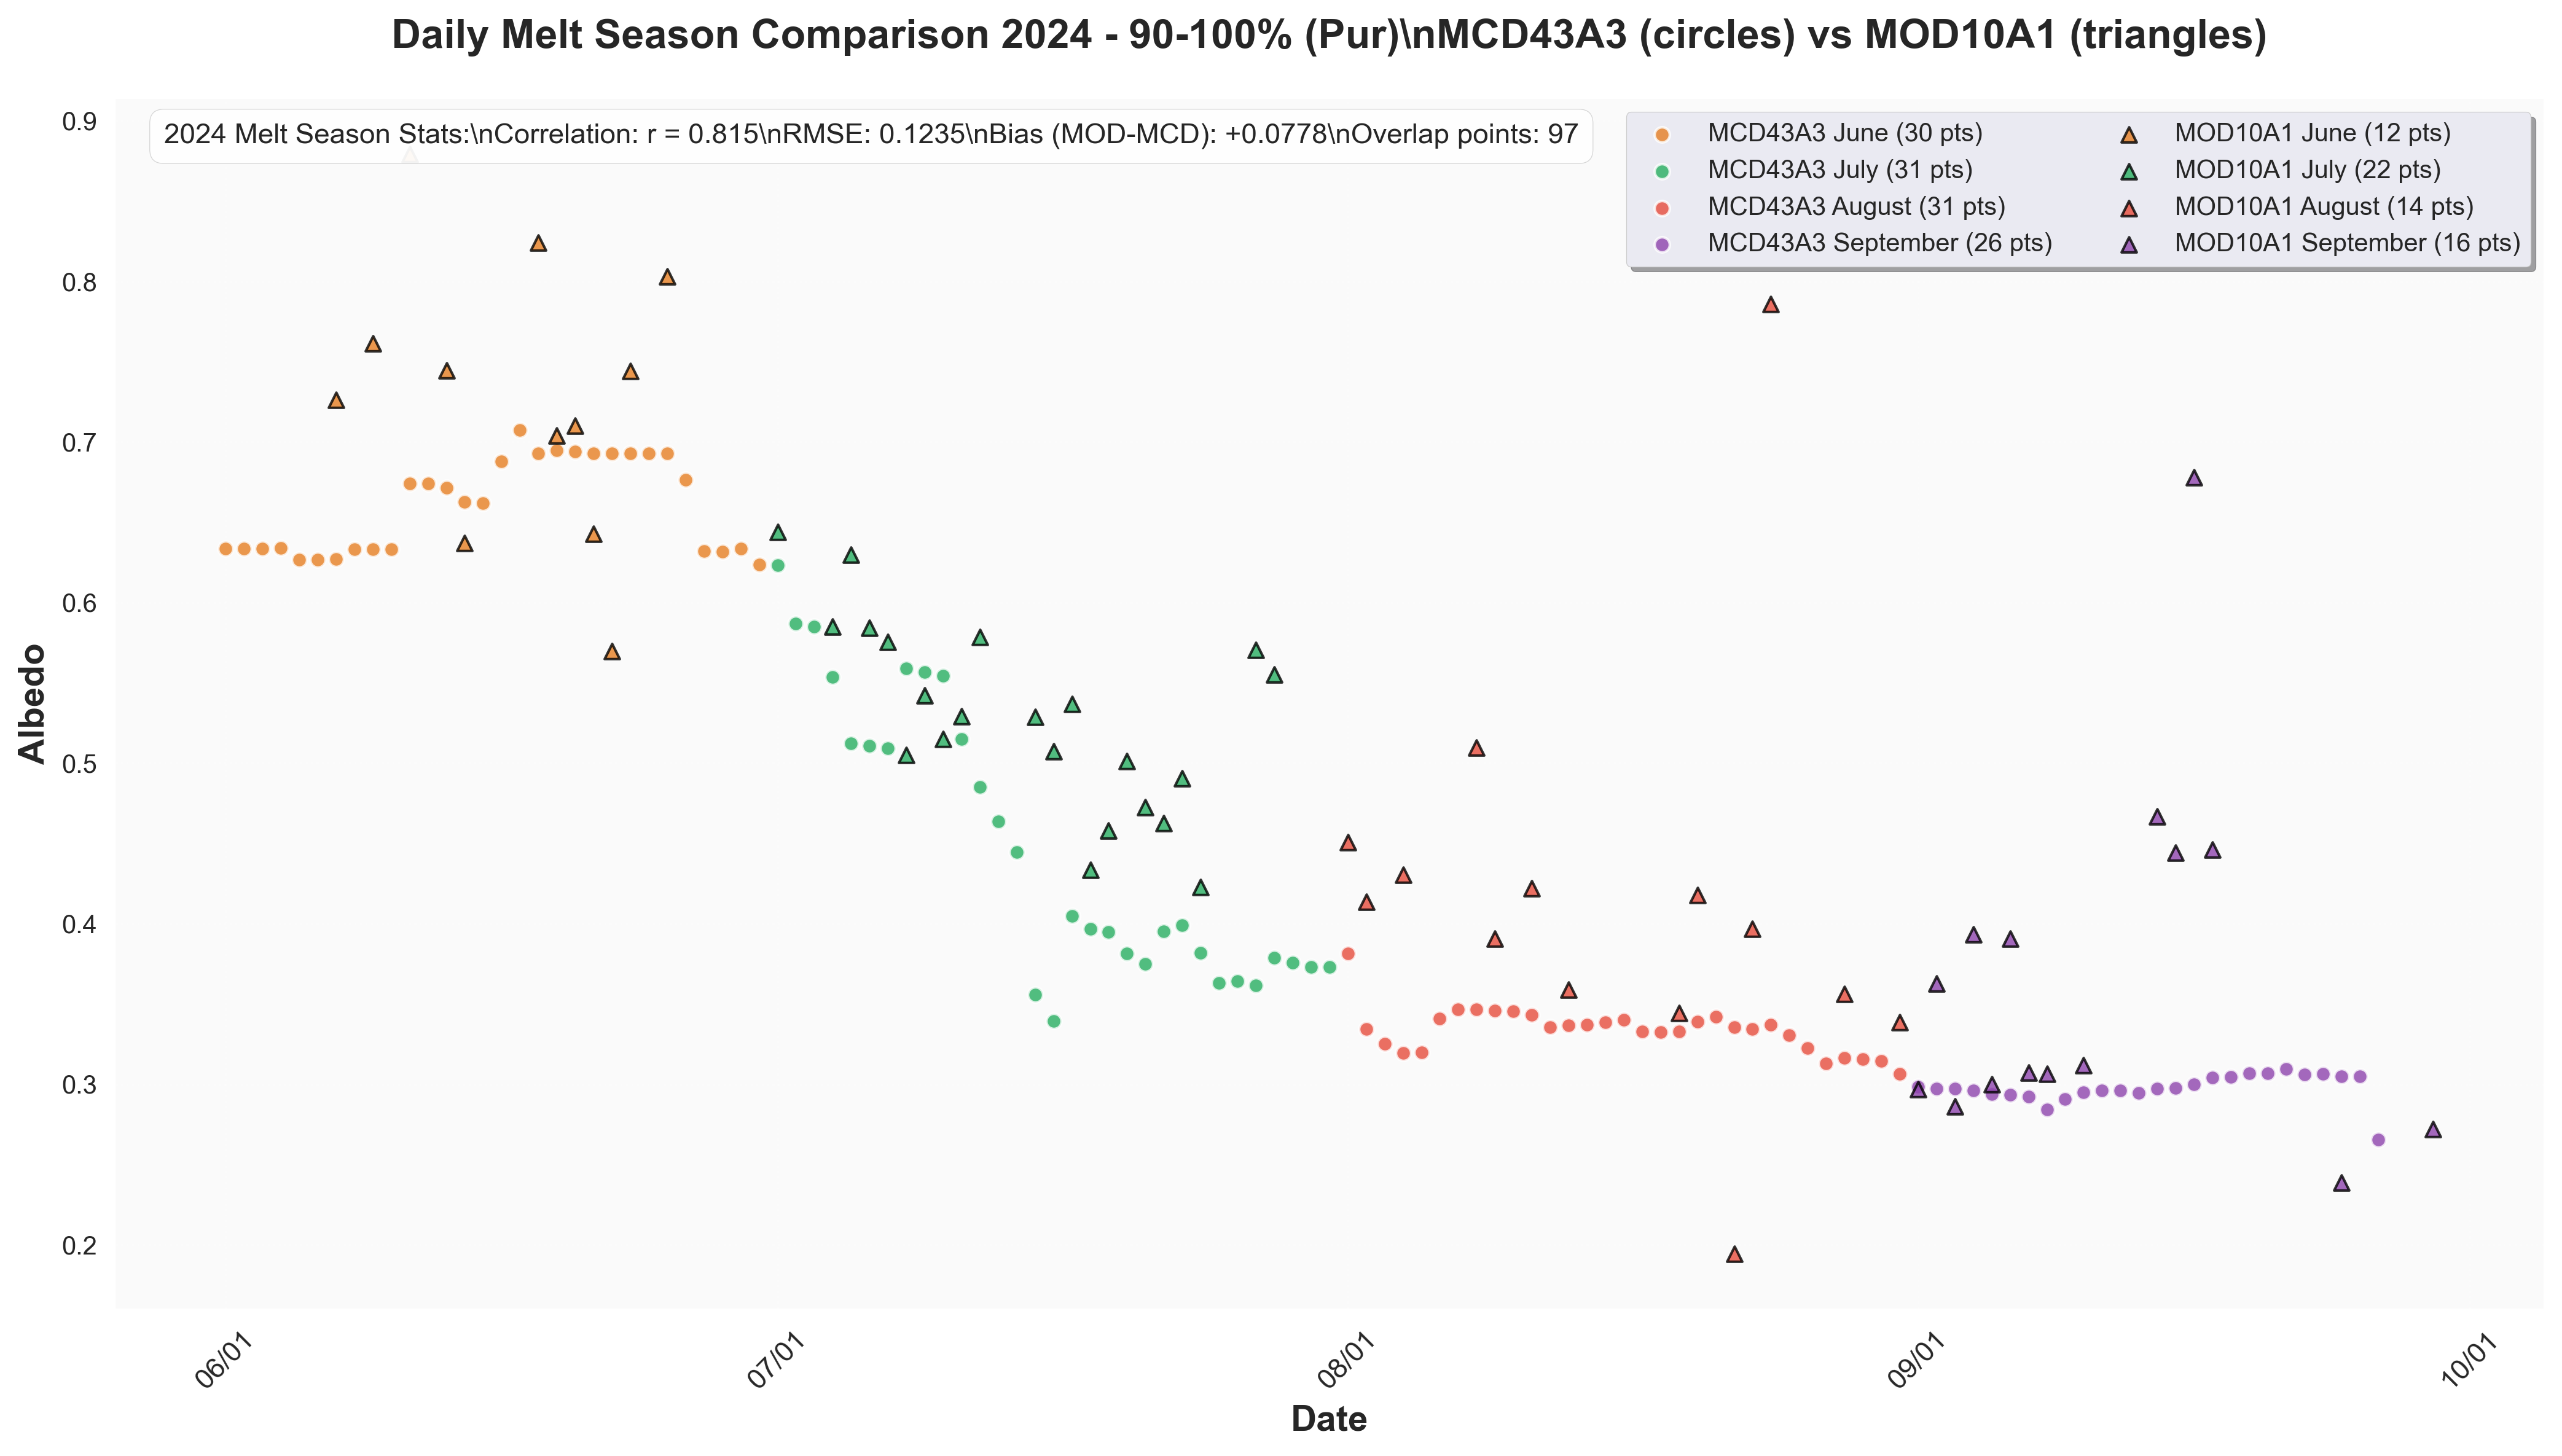 Daily Melt Season Comparison 2024 - 90-100% (Pur)\nMCD43A3 (circles) vs MOD10A1 (triangles)
2024 Melt Season Stats:\nCorrelation: r = 0.815\nRMSE: 0.1235\nBias (MOD-MCD): +0.0778\nOverlap points: 97
MCD43A3 June (30 pts)
MCD43A3 July (31 pts)
MCD43A3 August (31 pts)
MCD43A3 September (26 pts)
MOD10A1 June (12 pts)
MOD10A1 July (22 pts)
MOD10A1 August (14 pts)
MOD10A1 September (16 pts)
Albedo
0.9
0.8
0.7
0.6
0.5
0.4
0.3
0.2
06/01
07/01
08/01
09/01
10/01
Date